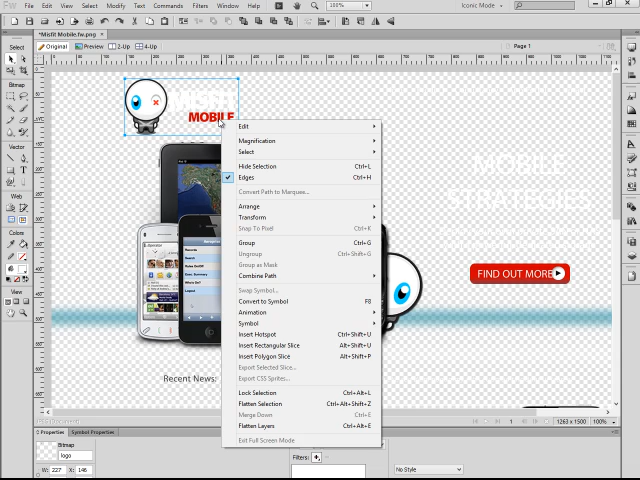 Fw File Edit View Select Modify Text Commands Filters Window Help 100% Iconic Mode
*Misfit Mobile.fw.png ×
Original Preview 2-Up 4-Up Page 1
Select
Bitmap
Vector
Web
Colors
View
MISFIT
MOBILE
MOBILE
FIND OUT MORE
Recent News:
Edit
Magnification
Select
Hide Selection Ctrl+L
Edges Ctrl+H
Convert Path to Marquee...
Arrange
Transform
Snap To Pixel Ctrl+K
Group Ctrl+G
Ungroup Ctrl+Shift+G
Group as Mask
Combine Path
Swap Symbol...
Convert to Symbol F8
Animation
Symbol
Insert Hotspot Ctrl+Shift+U
Insert Rectangular Slice Alt+Shift+U
Insert Polygon Slice Alt+Shift+P
Export Selected Slice...
Export CSS Sprites...
Lock Selection Ctrl+Alt+L
Flatten Selection Ctrl+Alt+Shift+Z
Merge Down Ctrl+E
Flatten Layers Ctrl+Alt+E
Exit Full Screen Mode
1 1263 x 1500 100%
Properties Symbol Properties
Bitmap
logo
W: 227 X: 146
Filters: No Style